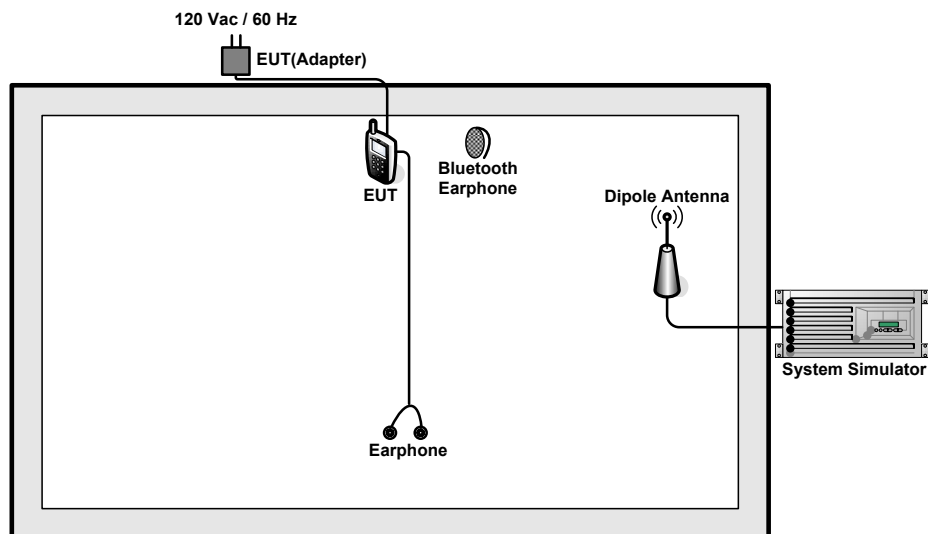 120 Vac / 60 Hz
EUT(Adapter)
EUT
Bluetooth
Earphone
Dipole Antenna
System Simulator
Earphone